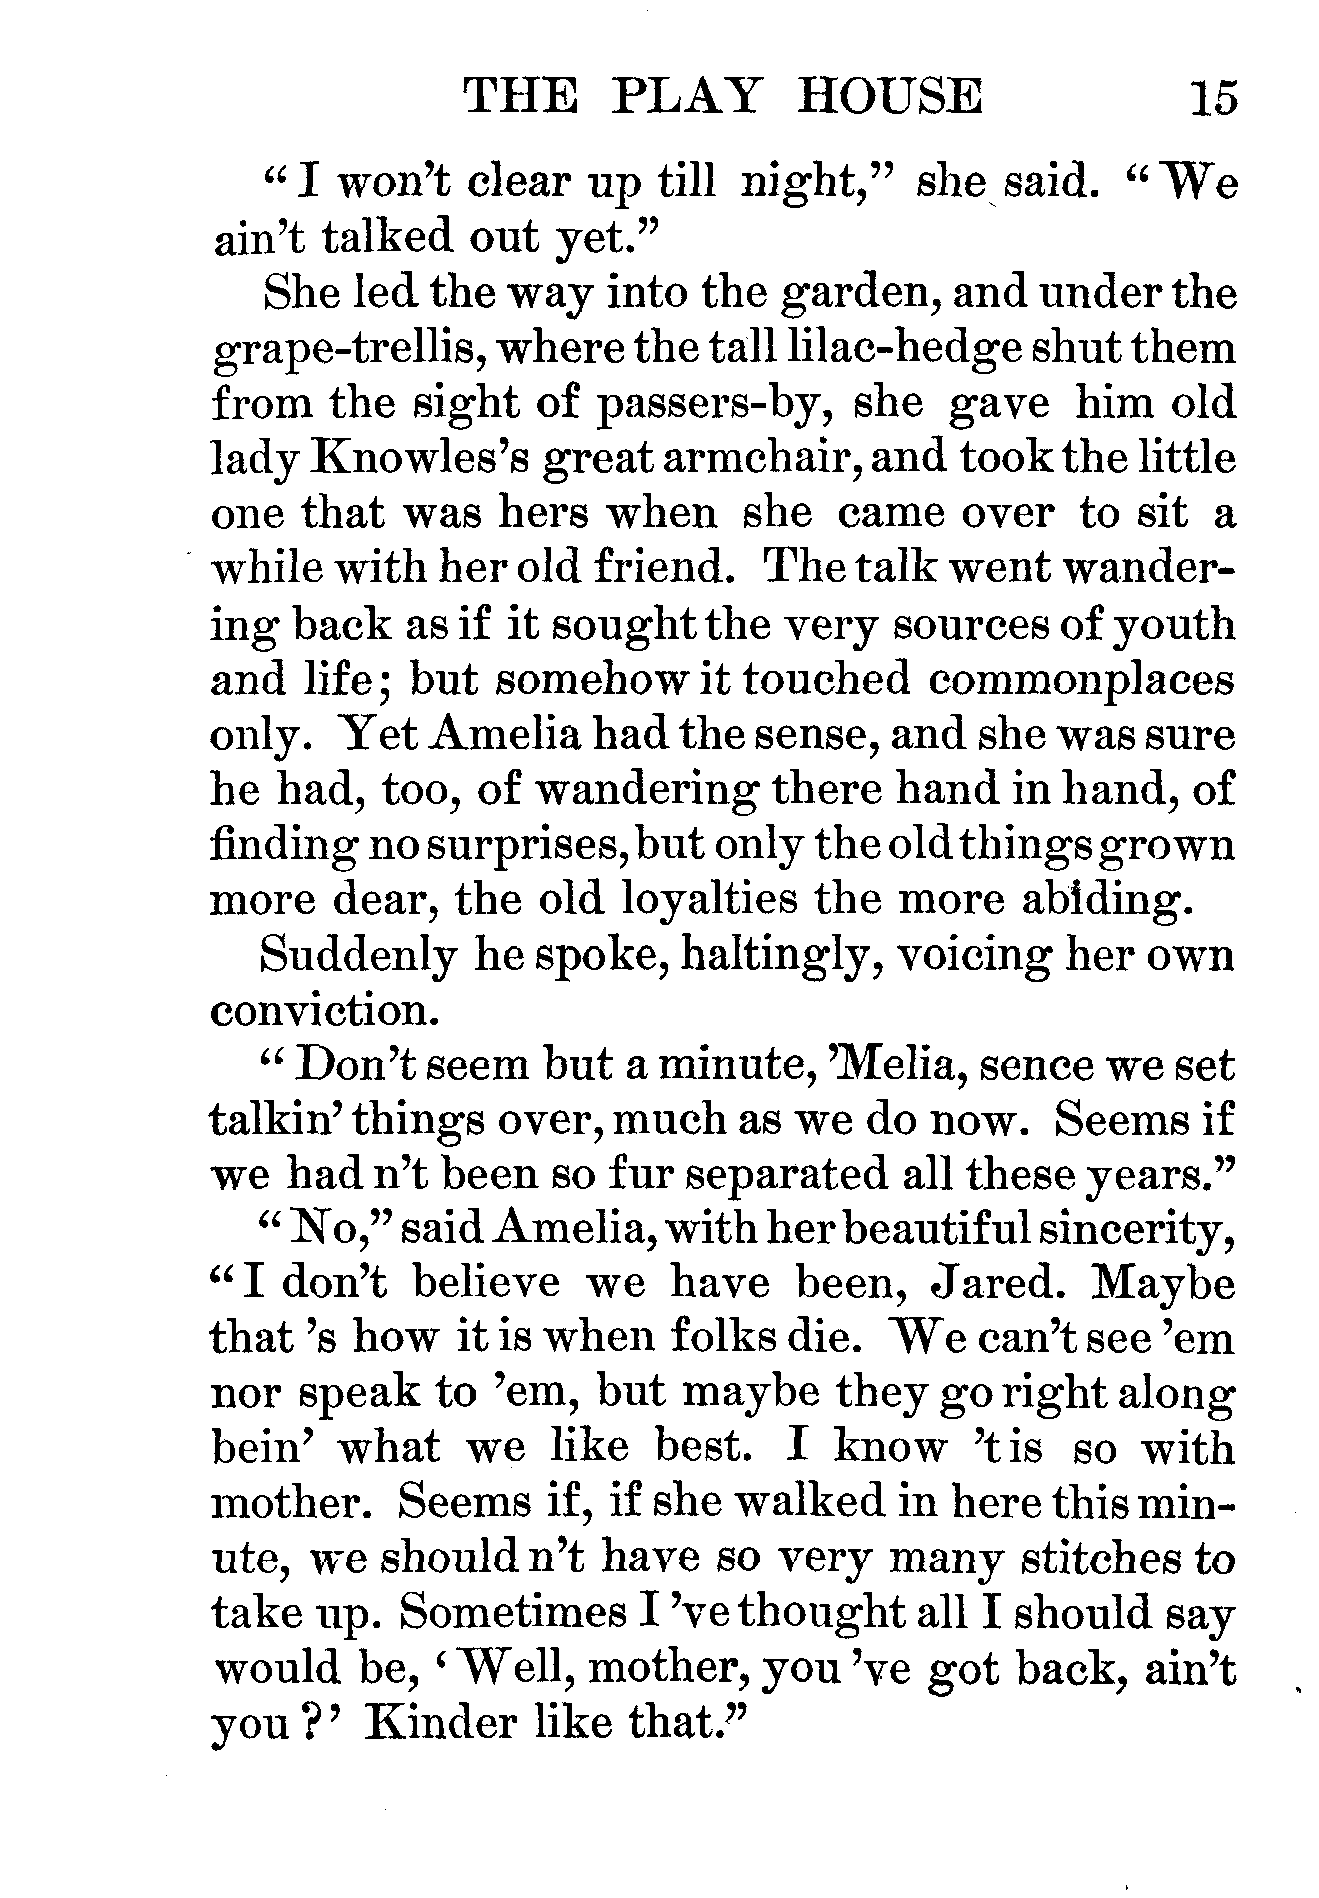 THE PLAY HOUSE 15
“I won’t clear up till night,” she said. “We
ain’t talked out yet.”
She led the way into the garden, and under the
grape-trellis, where the tall lilac-hedge shut them
from the sight of passers-by, she gave him old
lady Knowles’s great armchair, and took the little
one that was hers when she came over to sit a
while with her old friend. The talk went wander-
ing back as if it sought the very sources of youth
and life; but somehow it touched commonplaces
only. Yet Amelia had the sense, and she was sure
he had, too, of wandering there hand in hand, of
finding no surprises, but only the old things grown
more dear, the old loyalties the more abiding.
Suddenly he spoke, haltingly, voicing her own
conviction.
“Don’t seem but a minute, ’Melia, sence we set
talkin’ things over, much as we do now. Seems if
we had n’t been so fur separated all these years.”
“No,” said Amelia, with her beautiful sincerity,
“I don’t believe we have been, Jared. Maybe
that ’s how it is when folks die. We can’t see ’em
nor speak to ’em, but maybe they go right along
bein’ what we like best. I know ’t is so with
mother. Seems if, if she walked in here this min-
ute, we should n’t have so very many stitches to
take up. Sometimes I ’ve thought all I should say
would be, ‘Well, mother, you ’ve got back, ain’t
you?’ Kinder like that.”